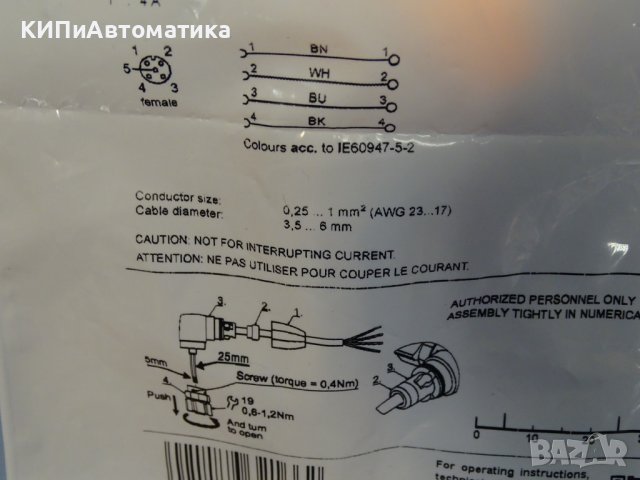 4A
КИПиАвтоматика
1 2
5
4 3
female
1 BN 1
2 WH 2
3 BU 3
4 BK 4
Colours acc. to IE60947-5-2
Conductor size: 0,25 ... 1 mm² (AWG 23...17)
Cable diameter: 3,5 ... 6 mm
CAUTION: NOT FOR INTERRUPTING CURRENT.
ATTENTION: NE PAS UTILISER POUR COUPER LE COURANT.
AUTHORIZED PERSONNEL ONLY
ASSEMBLY TIGHTLY IN NUMERICA
3. 2. 1.
5mm 25mm
Screw (torque = 0,4Nm)
4.
Push
19
0,6-1,2Nm
And turn
to open
3.
2.
0 10 20
BAZAR
For operating instructions,